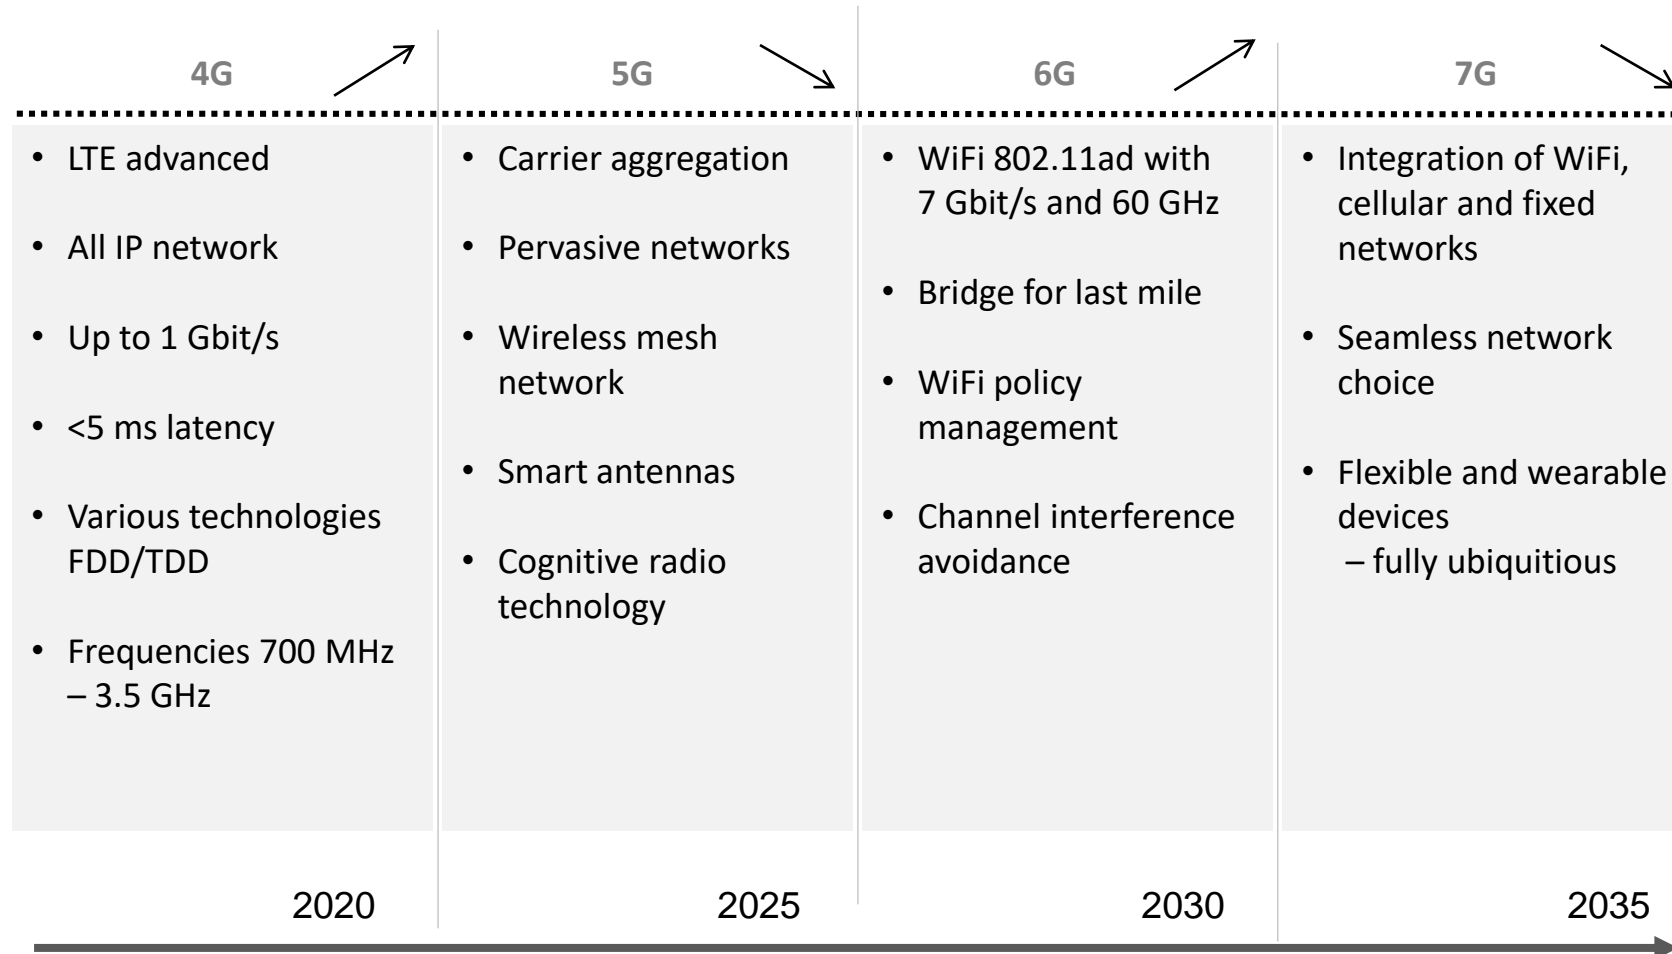 4G
5G
6G
7G
• LTE advanced
• All IP network
• Up to 1 Gbit/s
• <5 ms latency
• Various technologies
FDD/TDD
• Frequencies 700 MHz
– 3.5 GHz
• Carrier aggregation
• Pervasive networks
• Wireless mesh
network
• Smart antennas
• Cognitive radio
technology
• WiFi 802.11ad with
7 Gbit/s and 60 GHz
• Bridge for last mile
• WiFi policy
management
• Channel interference
avoidance
• Integration of WiFi,
cellular and fixed
networks
• Seamless network
choice
• Flexible and wearable
devices
– fully ubiquitious
2020
2025
2030
2035